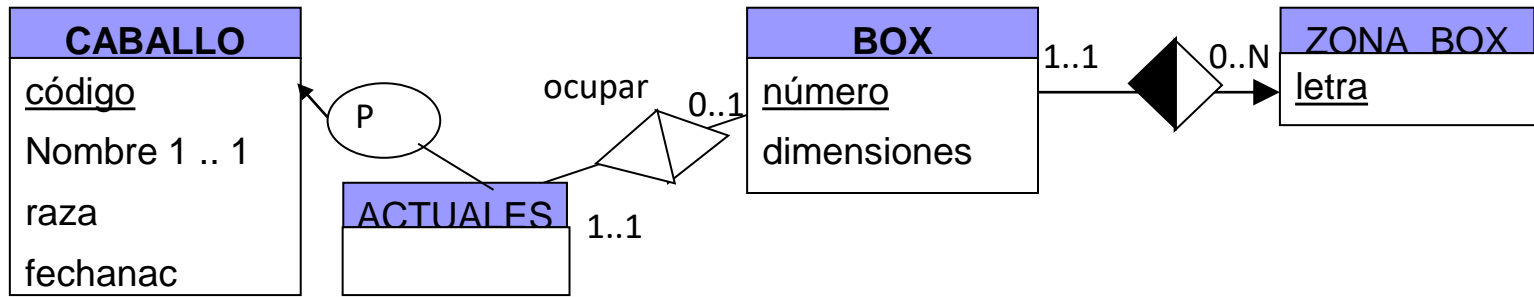 CABALLO
código
Nombre 1 .. 1
raza
fechanac
P
ACTUALES
1..1
ocupar
0..1
BOX
número
dimensiones
1..1
0..N
ZONA_BOX
letra